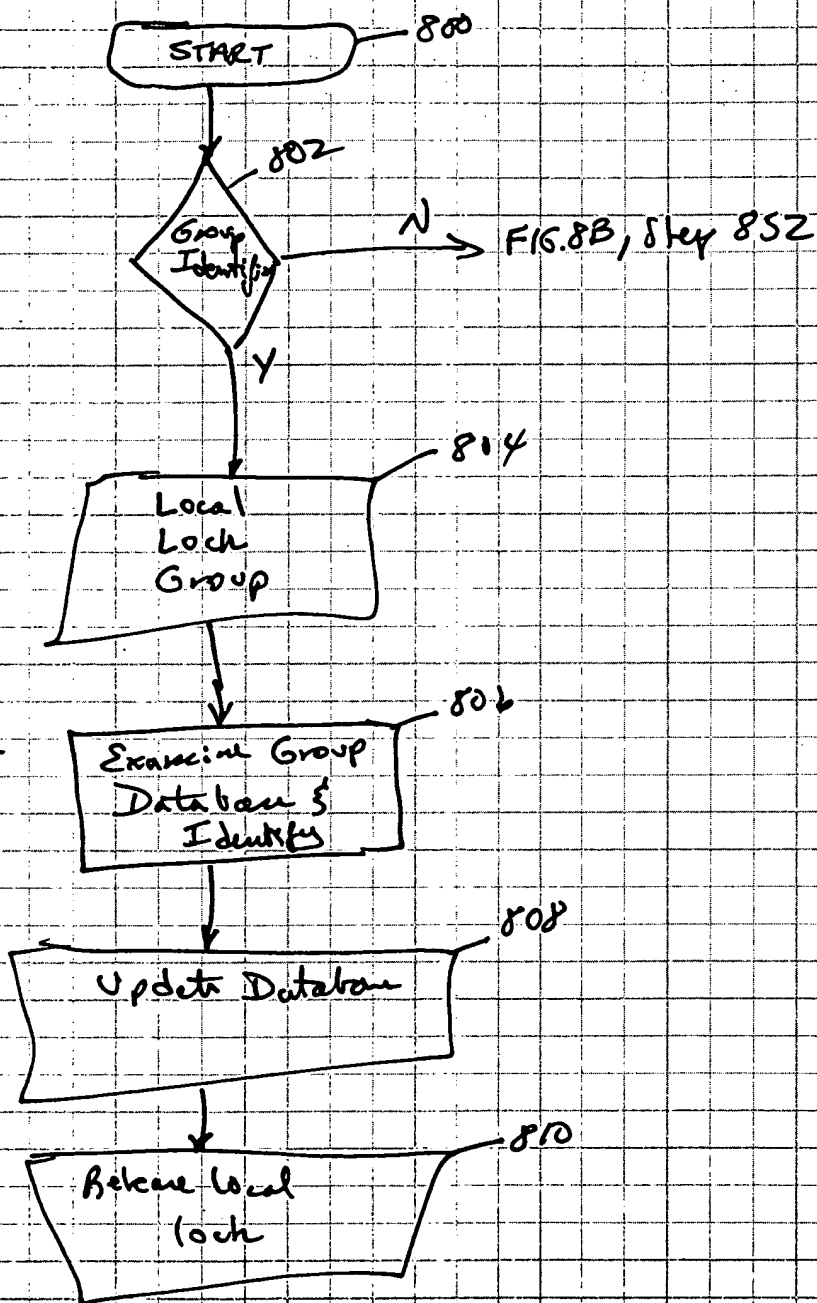 START
800
802
Group
Identifier
N
FIG.8B, Step 852
Y
804
Local
Lock
Group
806
Examine Group
Database &
Identify
808
Update Database
810
Release local
lock